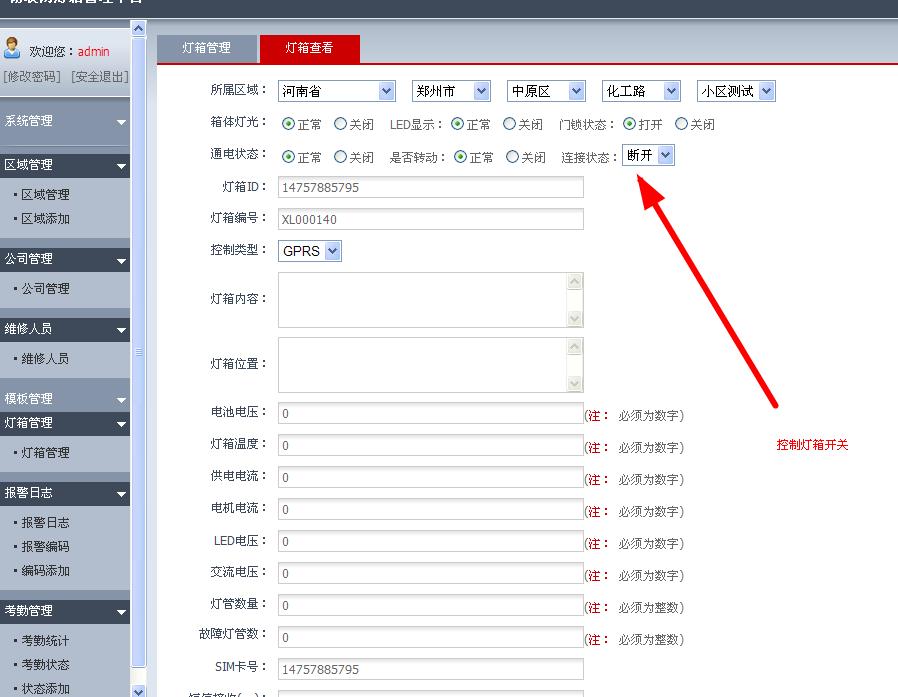 欢迎您：admin
[修改密码] [安全退出]
系统管理
区域管理
·区域管理
·区域添加
公司管理
·公司管理
维修人员
·维修人员
模板管理
灯箱管理
·灯箱管理
报警日志
·报警日志
·报警编码
·编码添加
考勤管理
·考勤统计
·考勤状态
·状态添加
灯箱管理 灯箱查看
所属区域： 河南省 郑州市 中原区 化工路 小区测试
箱体灯光： 正常 关闭 LED显示： 正常 关闭 门锁状态： 打开 关闭
通电状态： 正常 关闭 是否转动： 正常 关闭 连接状态： 断开
灯箱ID： 14757885795
灯箱编号： XL000140
控制类型： GPRS
灯箱内容：
灯箱位置：
电池电压： 0 (注： 必须为数字)
控制灯箱开关
灯箱温度： 0 (注： 必须为数字)
供电电流： 0 (注： 必须为数字)
电机电流： 0 (注： 必须为数字)
LED电压： 0 (注： 必须为数字)
交流电压： 0 (注： 必须为数字)
灯管数量： 0 (注： 必须为整数)
故障灯管数： 0 (注： 必须为整数)
SIM卡号： 14757885795